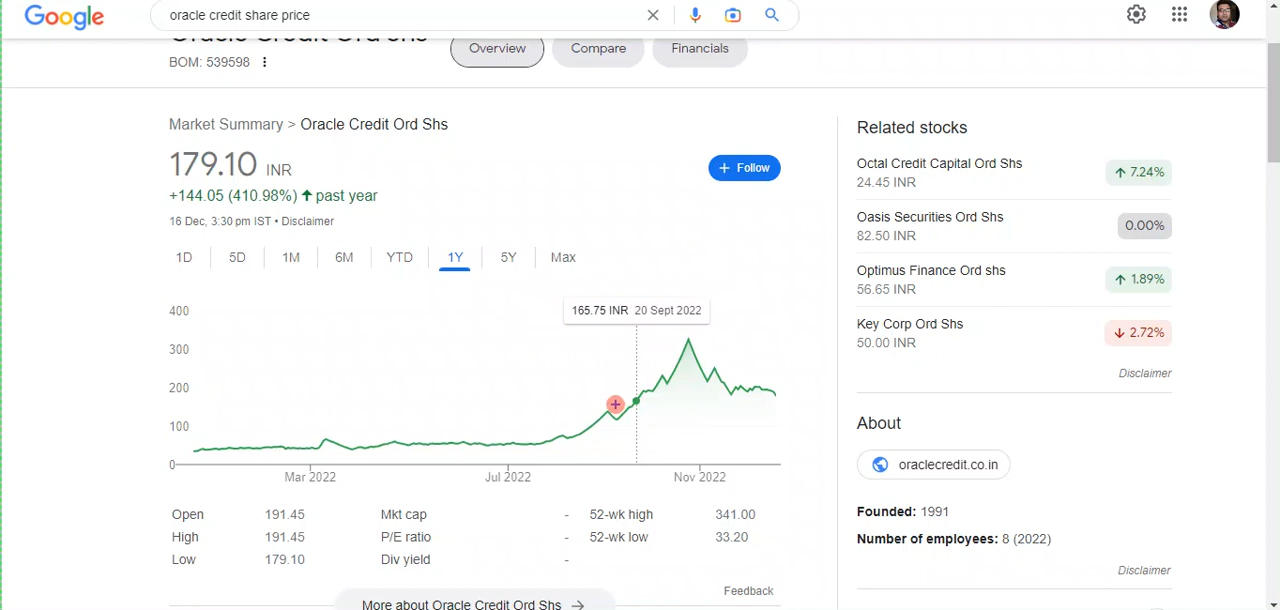 Google
oracle credit share price
Oracle Credit Ord Shs
BOM: 539598
Overview
Compare
Financials
Market Summary > Oracle Credit Ord Shs
179.10 INR
+ Follow
+144.05 (410.98%) ↑ past year
16 Dec, 3:30 pm IST • Disclaimer
1D 5D 1M 6M YTD 1Y 5Y Max
165.75 INR 20 Sept 2022
400
300
200
100
0
Mar 2022 Jul 2022 Nov 2022
Open 191.45 Mkt cap - 52-wk high 341.00
High 191.45 P/E ratio - 52-wk low 33.20
Low 179.10 Div yield -
Feedback
More about Oracle Credit Ord Shs →
Related stocks
Octal Credit Capital Ord Shs
24.45 INR
↑ 7.24%
Oasis Securities Ord Shs
82.50 INR
0.00%
Optimus Finance Ord shs
56.65 INR
↑ 1.89%
Key Corp Ord Shs
50.00 INR
↓ 2.72%
Disclaimer
About
oraclecredit.co.in
Founded: 1991
Number of employees: 8 (2022)
Disclaimer